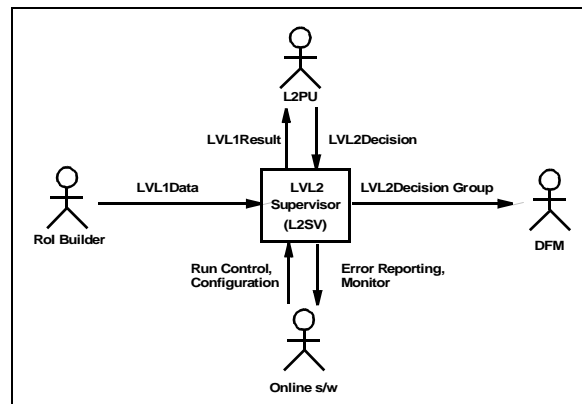 L2PU
LVL1Result
LVL2Decision
LVL1Data
LVL2
Supervisor
(L2SV)
LVL2Decision Group
RoI Builder
DFM
Run Control,
Configuration
Error Reporting,
Monitor
Online s/w